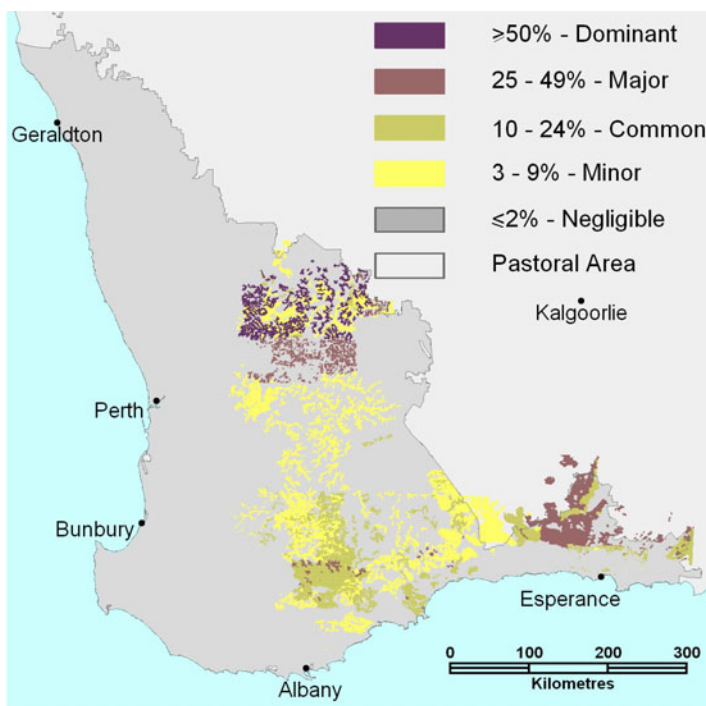 >50% - Dominant
25 - 49% - Major
Geraldton
10 - 24% - Common
3 - 9% - Minor
⩽2% - Negligible
Pastoral Area
Kalgoorlie
Perth
Bunbury
Esperance
0 100 200 300
Kilometres
Albany